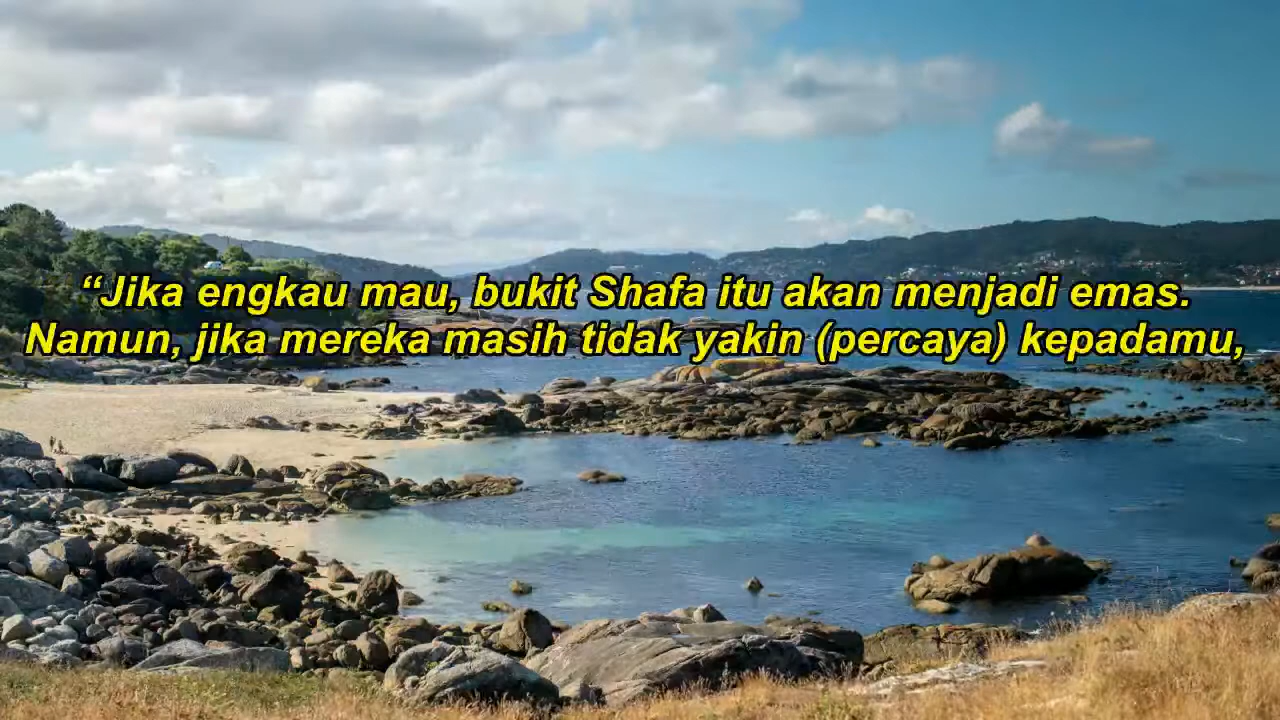 “Jika engkau mau, bukit Shafa itu akan menjadi emas.
Namun, jika mereka masih tidak yakin (percaya) kepadamu,